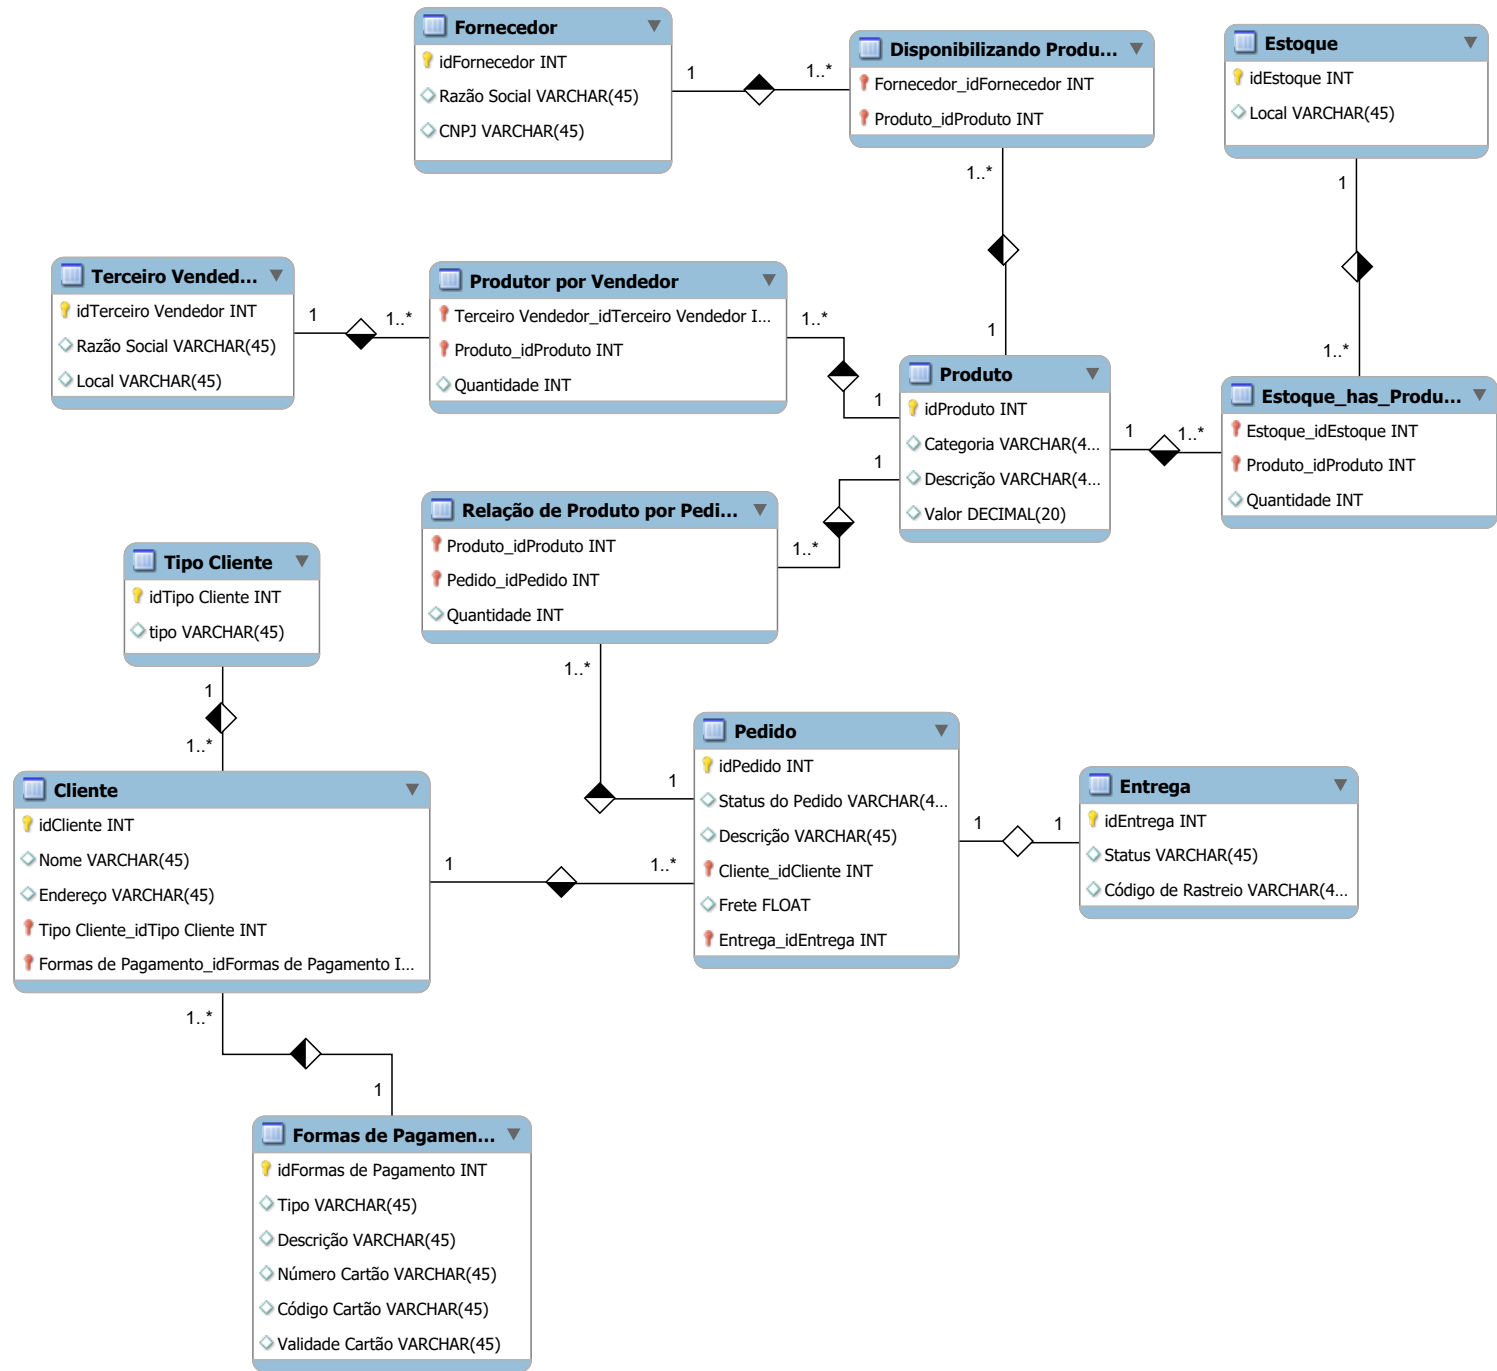 Fornecedor
idFornecedor INT
Razão Social VARCHAR(45)
CNPJ VARCHAR(45)
1
1..*
Disponibilizando Produ...
Fornecedor_idFornecedor INT
Produto_idProduto INT
1..*
1
Estoque
idEstoque INT
Local VARCHAR(45)
1
1..*
Terceiro Vended...
idTerceiro Vendedor INT
Razão Social VARCHAR(45)
Local VARCHAR(45)
1
1..*
Produtor por Vendedor
Terceiro Vendedor_idTerceiro Vendedor I...
Produto_idProduto INT
Quantidade INT
1..*
1
Produto
idProduto INT
Categoria VARCHAR(4...
Descrição VARCHAR(4...
Valor DECIMAL(20)
1
1..*
Estoque_has_Produ...
Estoque_idEstoque INT
Produto_idProduto INT
Quantidade INT
1
1..*
Relação de Produto por Pedi...
Produto_idProduto INT
Pedido_idPedido INT
Quantidade INT
1..*
1
Tipo Cliente
idTipo Cliente INT
tipo VARCHAR(45)
1
1..*
Cliente
idCliente INT
Nome VARCHAR(45)
Endereço VARCHAR(45)
Tipo Cliente_idTipo Cliente INT
Formas de Pagamento_idFormas de Pagamento I...
1
1..*
Pedido
idPedido INT
Status do Pedido VARCHAR(4...
Descrição VARCHAR(45)
Cliente_idCliente INT
Frete FLOAT
Entrega_idEntrega INT
1
1
Entrega
idEntrega INT
Status VARCHAR(45)
Código de Rastreio VARCHAR(4...
1..*
1
Formas de Pagamen...
idFormas de Pagamento INT
Tipo VARCHAR(45)
Descrição VARCHAR(45)
Número Cartão VARCHAR(45)
Código Cartão VARCHAR(45)
Validade Cartão VARCHAR(45)